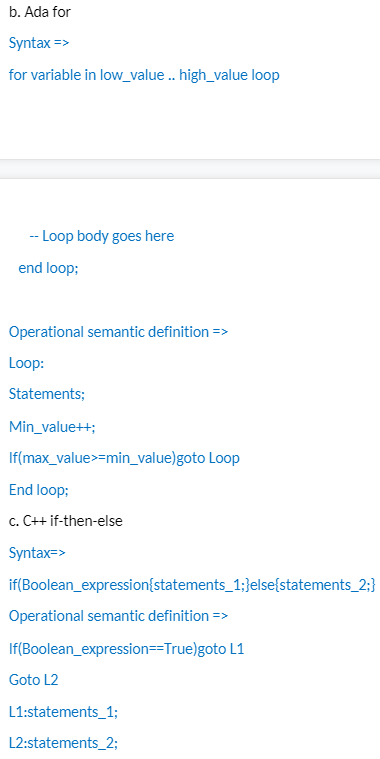 b. Ada for
Syntax =>
for variable in low_value .. high_value loop
-- Loop body goes here
end loop;
Operational semantic definition =>
Loop:
Statements;
Min_value++;
If(max_value>=min_value)goto Loop
End loop;
c. C++ if-then-else
Syntax=>
if(Boolean_expression{statements_1;}else{statements_2;}
Operational semantic definition =>
If(Boolean_expression==True)goto L1
Goto L2
L1:statements_1;
L2:statements_2;